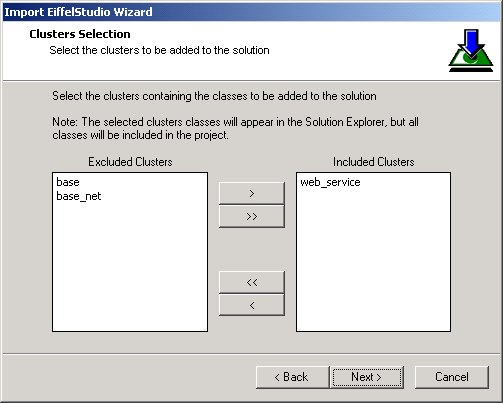 Import EiffelStudio Wizard
Clusters Selection
Select the clusters to be added to the solution
Select the clusters containing the classes to be added to the solution
Note: The selected clusters classes will appear in the Solution Explorer, but all
classes will be included in the project.
Excluded Clusters
Included Clusters
base
base_net
>
>>
<<
<
web_service
< Back
Next >
Cancel